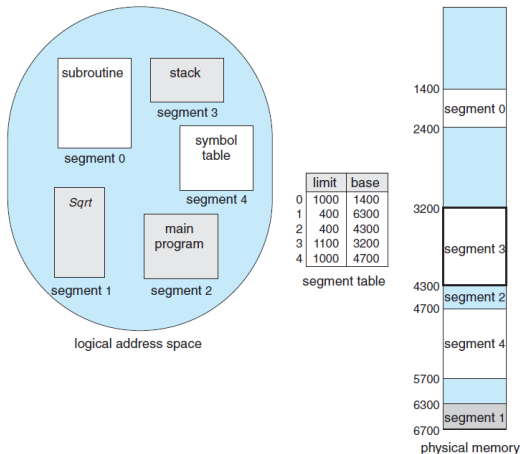 subroutine
segment 0
stack
segment 3
symbol
table
segment 4
Sqrt
segment 1
main
program
segment 2
logical address space
limit base
0 1000 1400
1 400 6300
2 400 4300
3 1100 3200
4 1000 4700
segment table
1400
segment 0
2400
3200
segment 3
4300
segment 2
4700
segment 4
5700
6300
segment 1
6700
physical memory